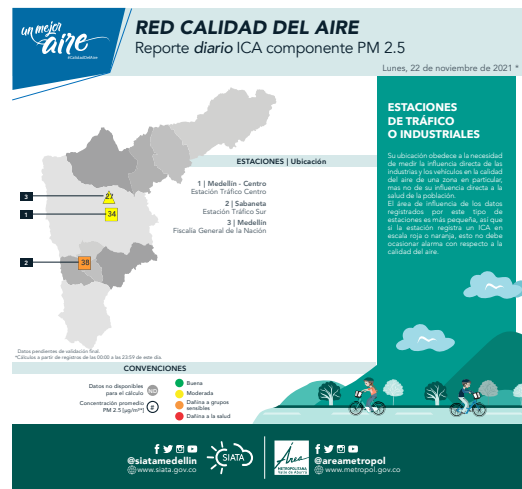 un mejor
aire
#CalidadDelAire
RED CALIDAD DEL AIRE
Reporte diario ICA componente PM 2.5
Lunes, 22 de noviembre de 2021 *
ESTACIONES | Ubicación
1 | Medellín - Centro
Estación Tráfico Centro
2 | Sabaneta
Estación Tráfico Sur
3 | Medellín
Fiscalía General de la Nación
3
27
1
34
2
38
ESTACIONES
DE TRÁFICO
O INDUSTRIALES
Su ubicación obedece a la necesidad
de medir la influencia directa de las
industrias y los vehículos en la calidad
del aire de una zona en particular,
mas no de su influencia directa a la
salud de la población.
El área de influencia de los datos
registrados por este tipo de
estaciones es más pequeña, así que
si la estación registra un ICA en
escala roja o naranja, esto no debe
ocasionar alarma con respecto a la
calidad del aire.
Datos pendientes de validación final.
*Cálculos a partir de registros de las 00:00 a las 23:59 de este día.
CONVENCIONES
Datos no disponibles
para el cálculo
ND
Concentración promedio
PM 2.5 [µg/m³*]
#
Buena
Moderada
Dañina a grupos
sensibles
Dañina a la salud
@siatamedellin
www.siata.gov.co
SIATA
Área
METROPOLITANA
Valle de Aburrá
@areametropol
www.metropol.gov.co